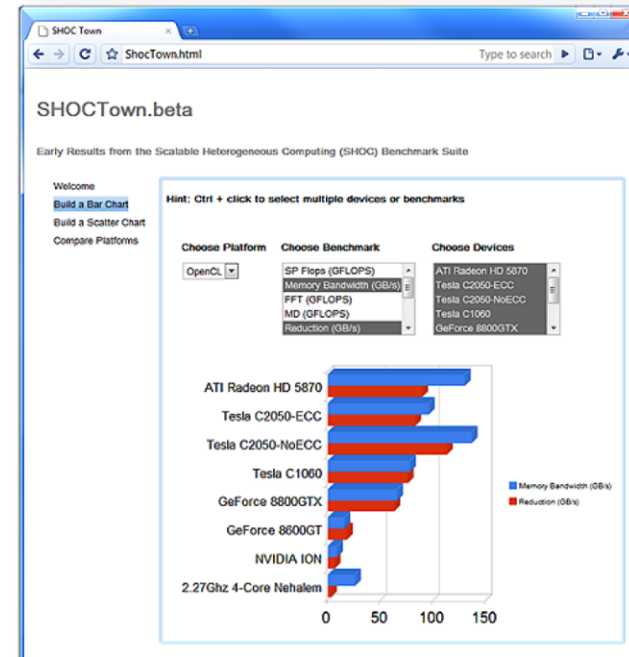 SHOC Town
ShocTown.html
Type to search
SHOCTown.beta
Early Results from the Scalable Heterogeneous Computing (SHOC) Benchmark Suite
Welcome
Build a Bar Chart
Build a Scatter Chart
Compare Platforms
Hint: Ctrl + click to select multiple devices or benchmarks
Choose Platform Choose Benchmark Choose Devices
OpenCL
SP Flops (GFLOPS)
Memory Bandwidth (GB/s)
FFT (GFLOPS)
MD (GFLOPS)
Reduction (GB/s)
ATI Radeon HD 5870
Tesla C2050-ECC
Tesla C2050-NoECC
Tesla C1060
GeForce 8800GTX
ATI Radeon HD 5870
Tesla C2050-ECC
Tesla C2050-NoECC
Tesla C1060
GeForce 8800GTX
GeForce 8600GT
NVIDIA ION
2.27Ghz 4-Core Nehalem
0 50 100 150
Memory Bandwidth (GB/s)
Reduction (GB/s)